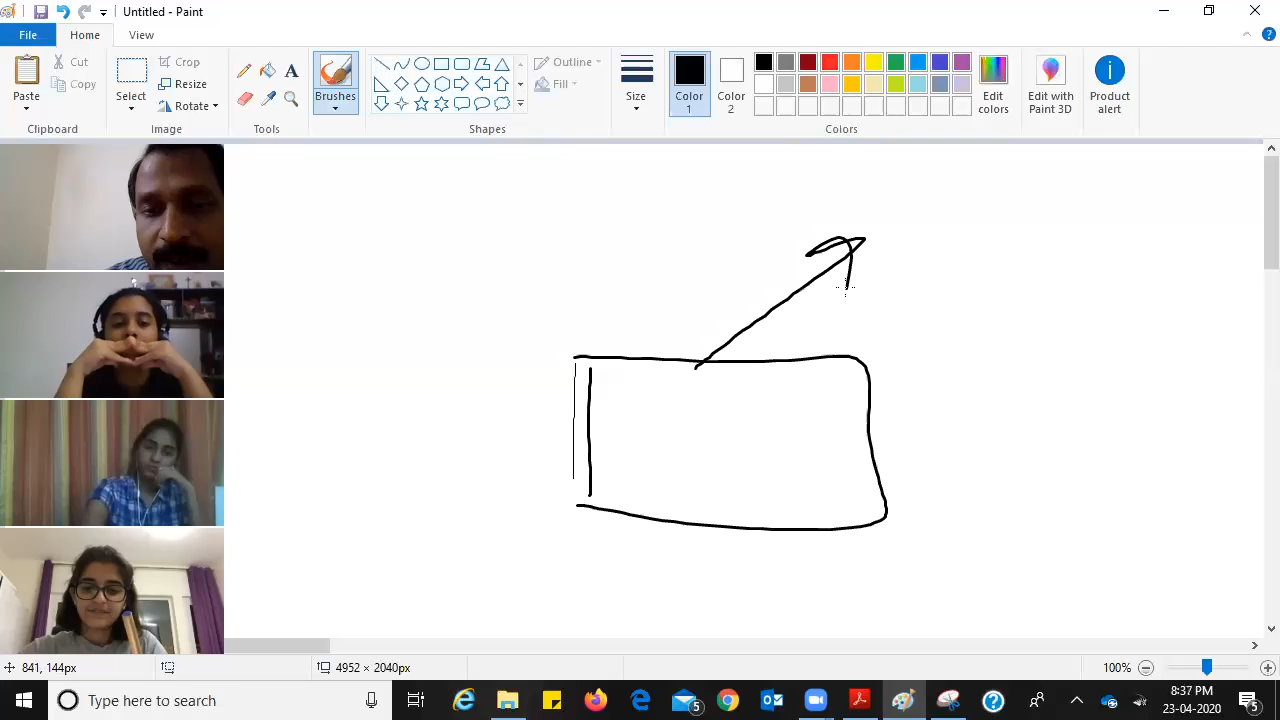 Untitled - Paint
File
Home
View
Paste
Cut
Copy
Clipboard
Select
Crop
Resize
Rotate
Image
A
Tools
Brushes
Outline
Fill
Shapes
Size
Color 1
Color 2
Edit colors
Colors
Edit with Paint 3D
Product alert
841, 144px
4952 × 2040px
100%
Type here to search
5
8:37 PM
23-04-2020
5